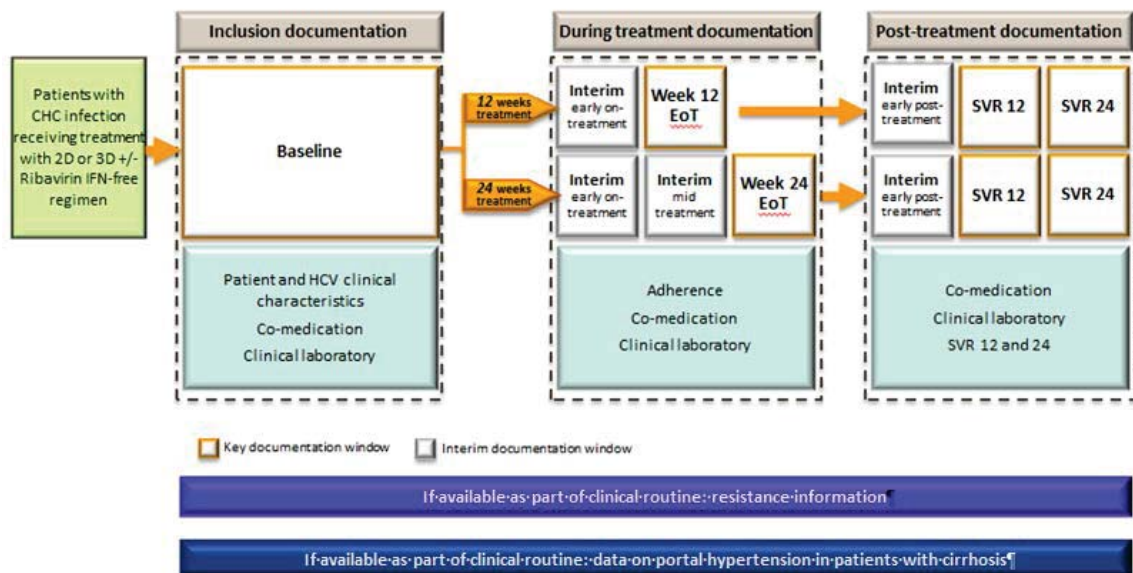 Inclusion documentation
During treatment documentation
Post-treatment documentation
Patients with
CHC infection
receiving treatment
with 2D or 3D +/-
Ribavirin IFN-free
regimen
Baseline
12 weeks
treatment
24 weeks
treatment
Interim
early on-
treatment
Week 12
EoT
Interim
early on-
treatment
Interim
mid
treatment
Week 24
EoT
Interim
early post-
treatment
SVR 12
SVR 24
Interim
early post-
treatment
SVR 12
SVR 24
Patient and HCV clinical
characteristics
Co-medication
Clinical laboratory
Adherence
Co-medication
Clinical laboratory
Co-medication
Clinical laboratory
SVR 12 and 24
Key documentation window
Interim documentation window
If·available·as·part·of·clinical·routine:·resistance·information¶
If·available·as·part·of·clinical·routine:·data·on·portal·hypertension·in·patients·with·cirrhosis¶